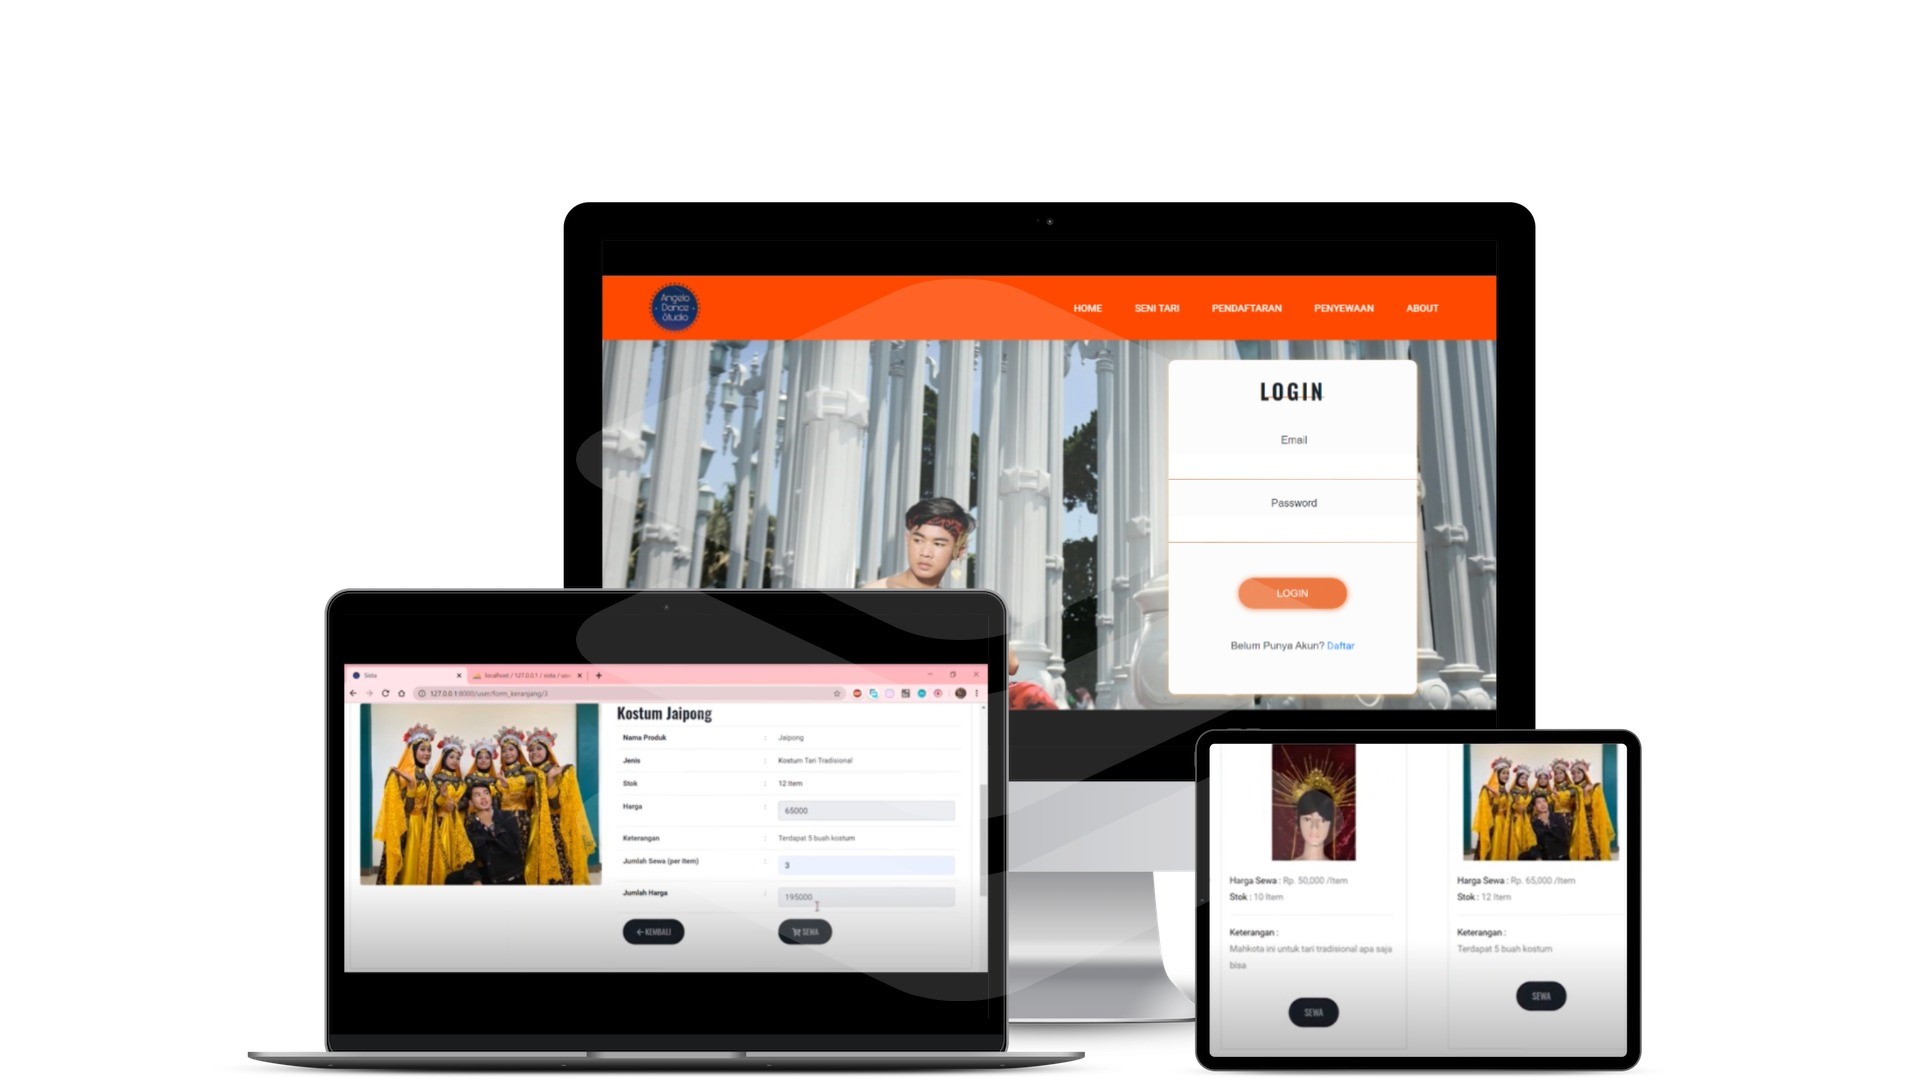 Angelo
Dance
Studio
HOME
SENI TARI
PENDAFTARAN
PENYEWAAN
ABOUT
LOGIN
Email
Password
LOGIN
Belum Punya Akun? Daftar
Sista
localhost / 127.0.0.1 / sista / use
127.0.0.1:8000/user/form_keranjang/3
Kostum Jaipong
Nama Produk : Jaipong
Jenis : Kostum Tari Tradisional
Stok : 12 Item
Harga : 65000
Keterangan : Terdapat 5 buah kostum
Jumlah Sewa (per Item) : 3
Jumlah Harga : 195000
KEMBALI
SEWA
Harga Sewa : Rp. 50,000 /Item
Stok : 10 Item
Keterangan :
Mahkota ini untuk tari tradisional apa saja
bisa
SEWA
Harga Sewa : Rp. 65,000 /Item
Stok : 12 Item
Keterangan :
Terdapat 5 buah kostum
SEWA